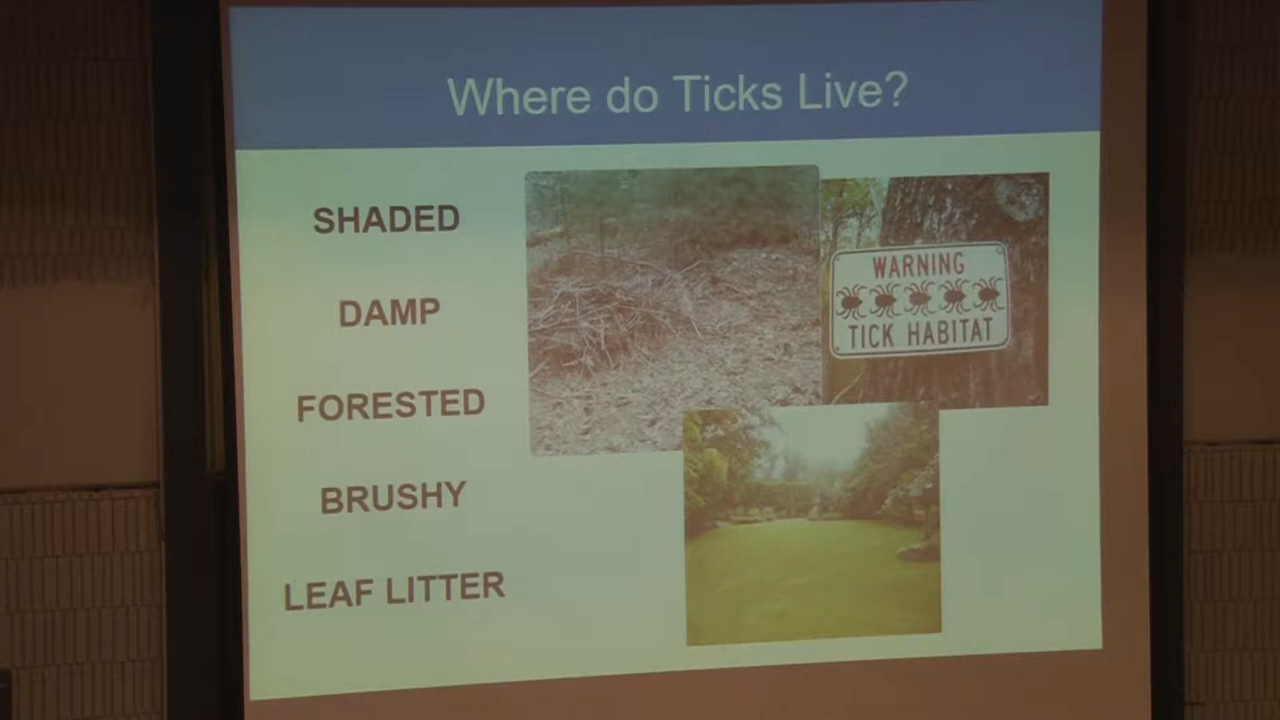 Where do Ticks Live?
SHADED
DAMP
FORESTED
BRUSHY
LEAF LITTER
WARNING
TICK HABITAT